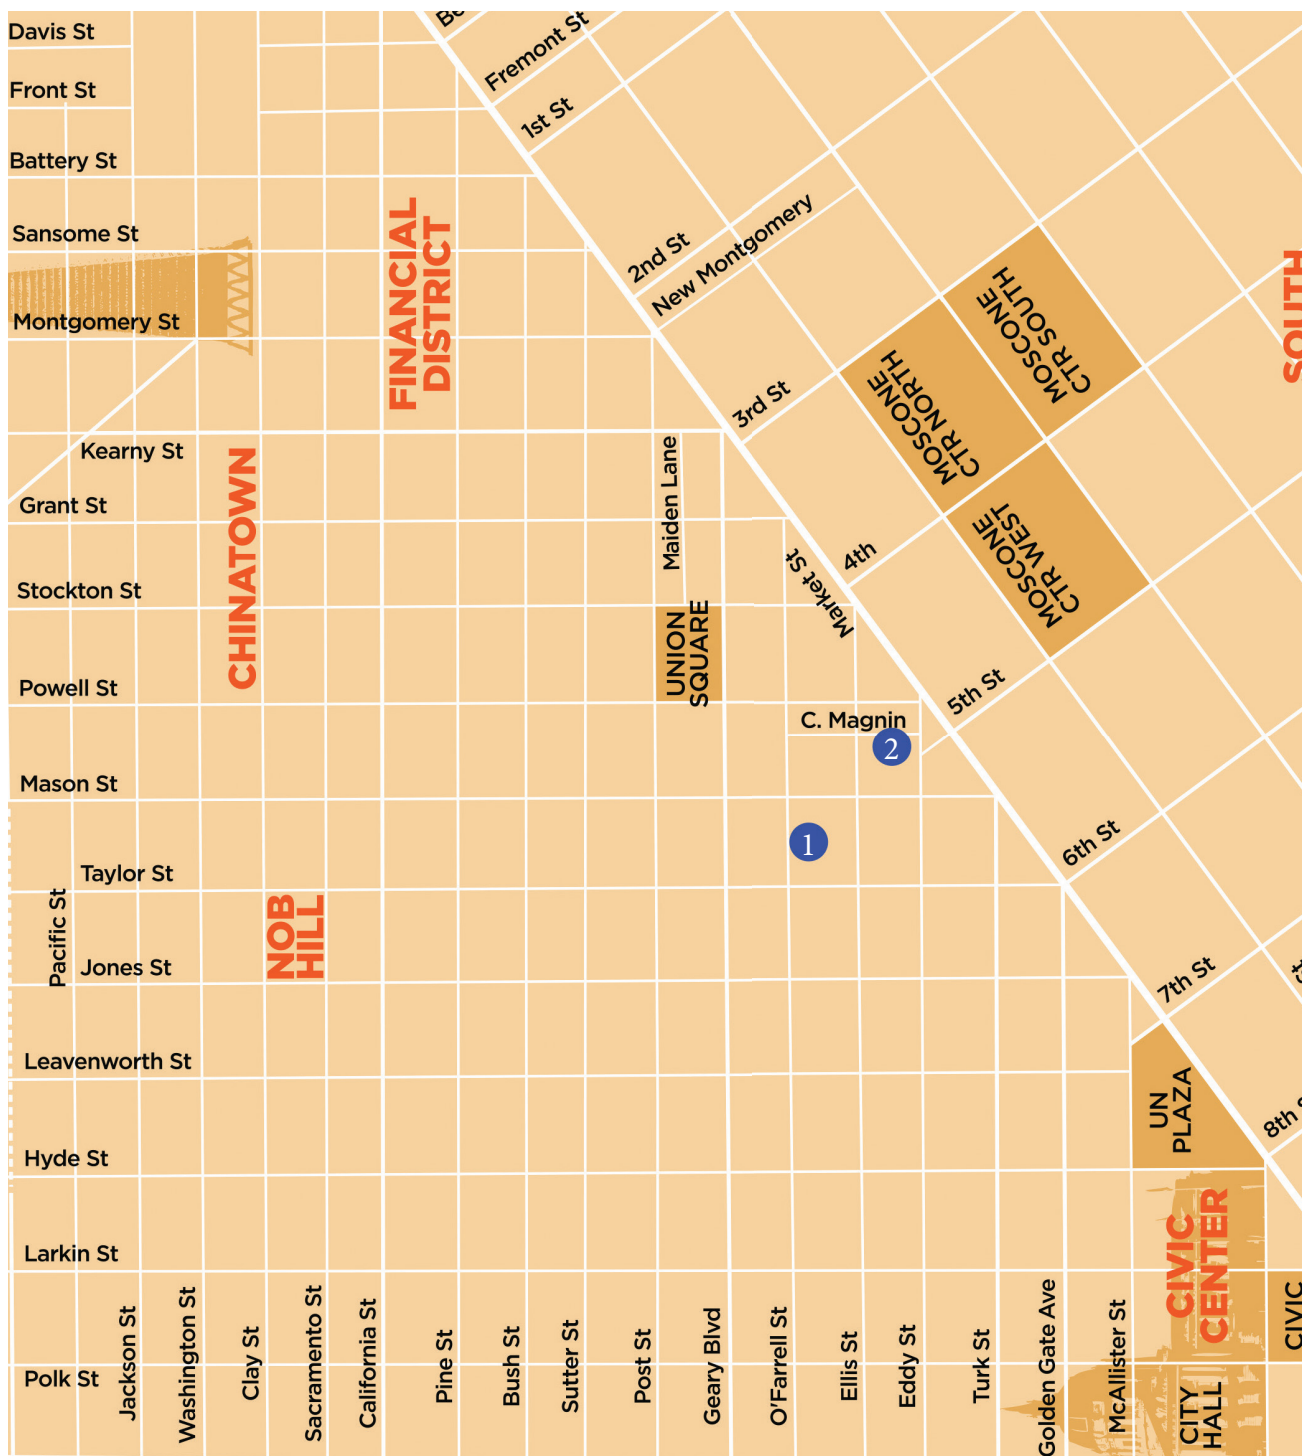 Davis St
Fremont St
Front St
1st St
Battery St
Sansome St
FINANCIAL
DISTRICT
2nd St
New Montgomery
Montgomery St
MOSCONE
CTR SOUTH
SOUTH
MOSCONE
CTR NORTH
3rd St
Kearny St
CHINATOWN
Maiden Lane
Grant St
MOSCONE
CTR WEST
4th
Market St
Stockton St
UNION
SQUARE
Powell St
5th St
C. Magnin
2
Mason St
1
6th St
Taylor St
Pacific St
NOB
HILL
Jones St
7th St
St
Leavenworth St
UN
PLAZA
8th S
Hyde St
CIVIC
CENTER
Larkin St
Jackson St
Washington St
Clay St
Sacramento St
California St
Pine St
Bush St
Sutter St
Post St
Geary Blvd
O'Farrell St
Ellis St
Eddy St
Turk St
Golden Gate Ave
McAllister St
CIVIC
Polk St
CITY
HALL